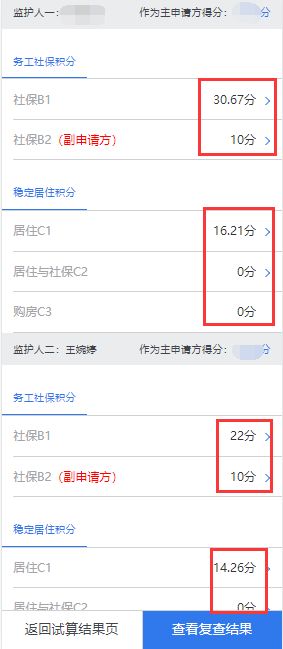 监护人一： 作为主申请方得分： 分
务工社保积分
社保B1 30.67分
社保B2（副申请方） 10分
稳定居住积分
居住C1 16.21分
居住与社保C2 0分
购房C3 0分
监护人二：王婉婷 作为主申请方得分： 分
务工社保积分
社保B1 22分
社保B2（副申请方） 10分
稳定居住积分
居住C1 14.26分
居住与社保C2 0分
返回试算结果页 查看复查结果